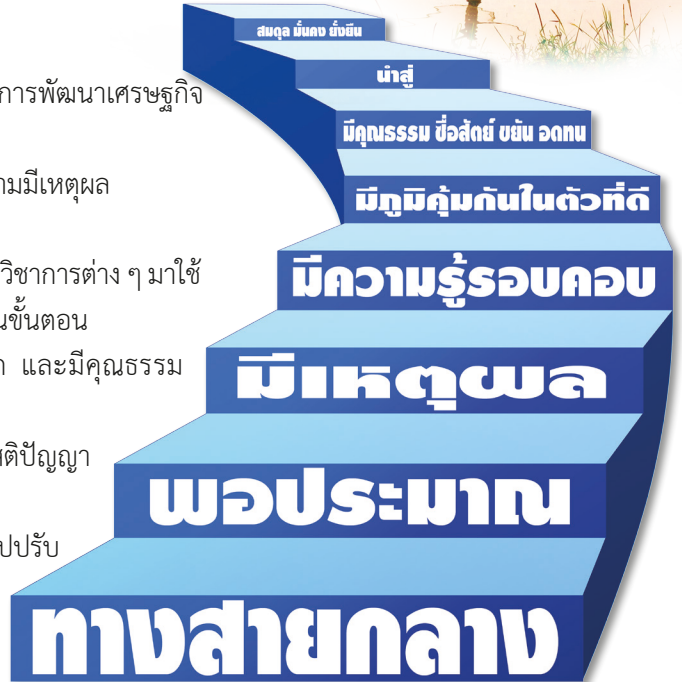 การพัฒนาเศรษฐกิจ
มีเหตุผล
วิชาการต่าง ๆ มาใช้
ขั้นตอน
และมีคุณธรรม
สติปัญญา
ปรับ
สมดุล มั่นคง ยั่งยืน
นำสู่
มีคุณธรรม ซื่อสัตย์ ขยัน อดทน
มีภูมิคุ้มกันในตัวที่ดี
มีความรู้รอบคอบ
มีเหตุผล
พอประมาณ
ทางสายกลาง